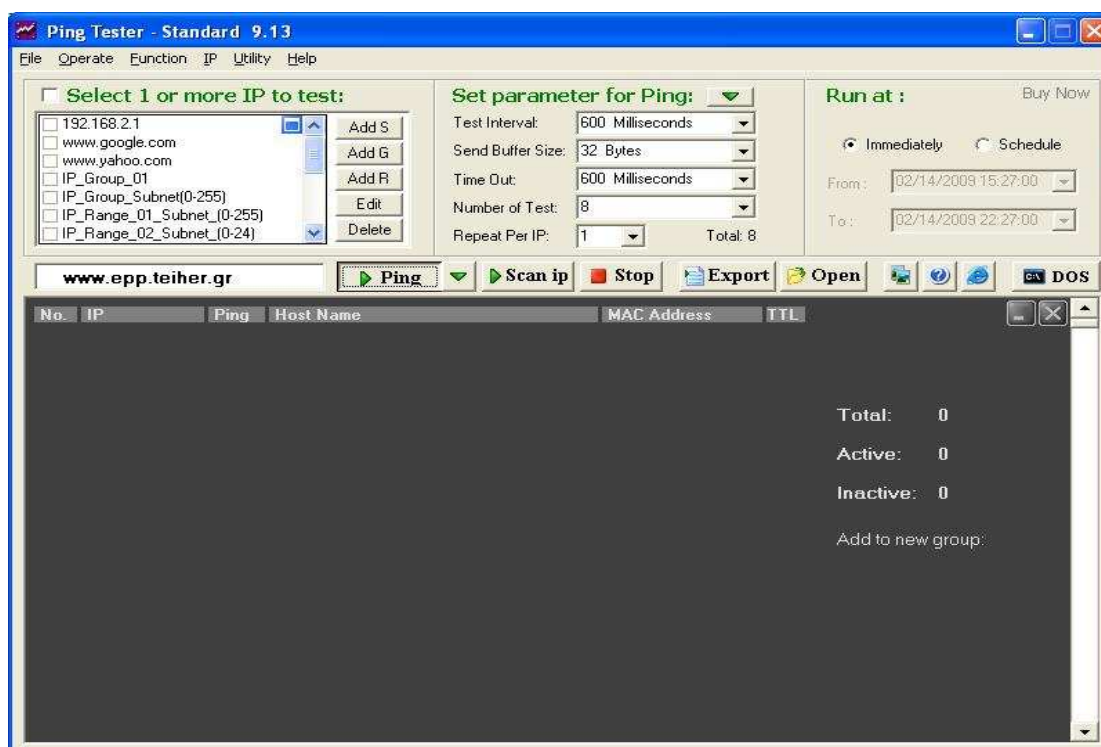 Ping Tester - Standard 9.13
File Operate Function IP Utility Help
Select 1 or more IP to test:
192.168.2.1
www.google.com
www.yahoo.com
IP_Group_01
IP_Group_Subnet(0-255)
IP_Range_01_Subnet_(0-255)
IP_Range_02_Subnet_(0-24)
Add S
Add G
Add R
Edit
Delete
Set parameter for Ping:
Test Interval: 600 Milliseconds
Send Buffer Size: 32 Bytes
Time Out: 600 Milliseconds
Number of Test: 8
Repeat Per IP: 1 Total: 8
Run at : Buy Now
Immediately Schedule
From : 02/14/2009 15:27:00
To : 02/14/2009 22:27:00
www.epp.teiher.gr Ping Scan ip Stop Export Open DOS
No. IP Ping Host Name MAC Address TTL
Total: 0
Active: 0
Inactive: 0
Add to new group: